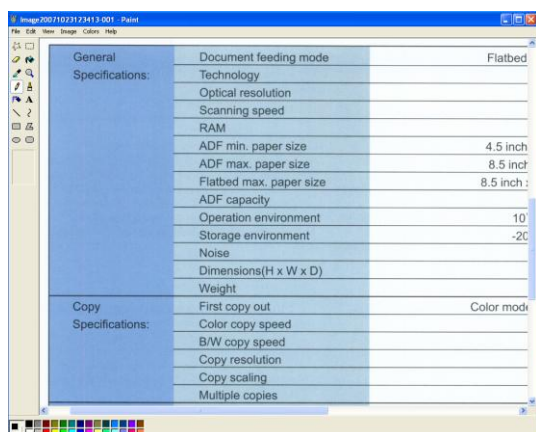 Image20071023123413-001 - Paint
File Edit View Image Colors Help
General Document feeding mode Flatbed
Specifications: Technology
Optical resolution
Scanning speed
RAM
ADF min. paper size 4.5 inch
ADF max. paper size 8.5 inch
Flatbed max. paper size 8.5 inch
ADF capacity
Operation environment 10
Storage environment -20
Noise
Dimensions(H x W x D)
Weight
Copy First copy out Color mode
Specifications: Color copy speed
B/W copy speed
Copy resolution
Copy scaling
Multiple copies